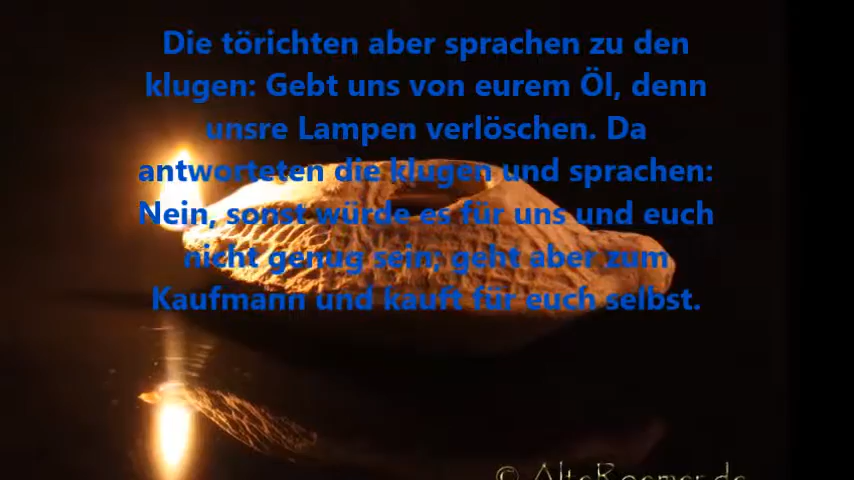 Die törichten aber sprachen zu den
klugen: Gebt uns von eurem Öl, denn
unsre Lampen verlöschen. Da
antworteten die klugen und sprachen:
Nein, sonst würde es für uns und euch
nicht genug sein; geht aber zum
Kaufmann und kauft für euch selbst.
© AlteRoemer.de